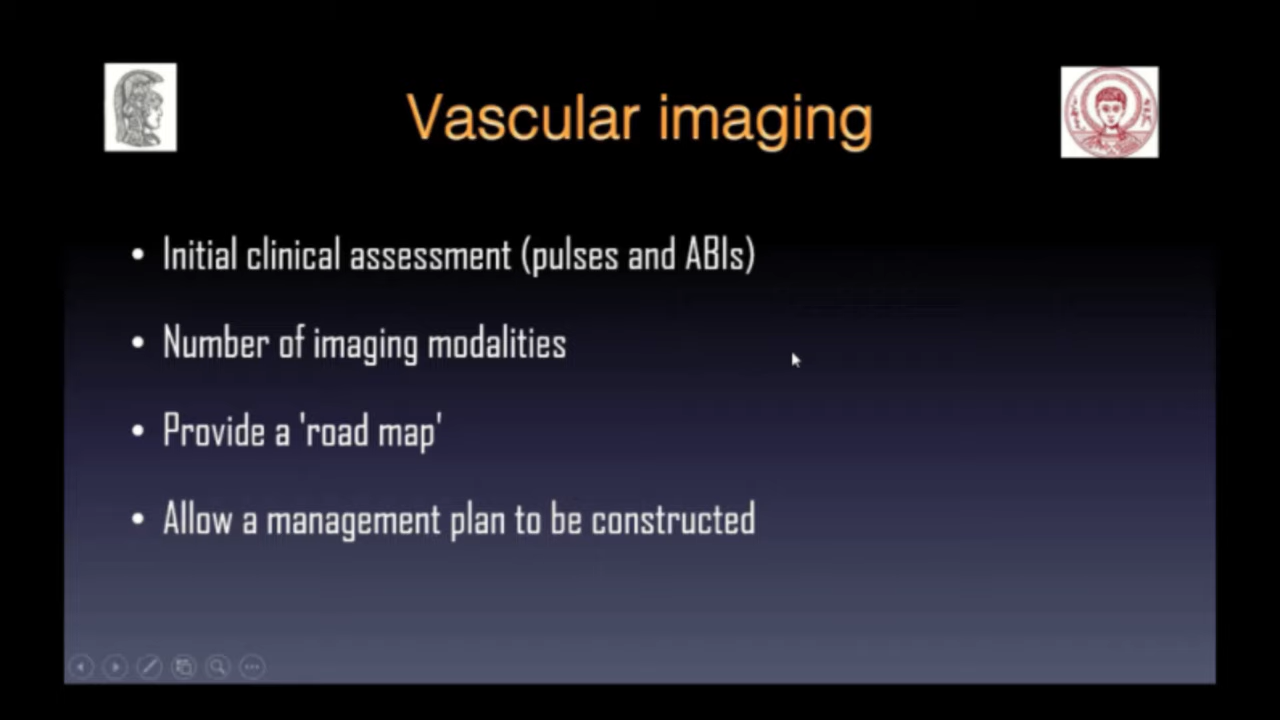 Vascular imaging
• Initial clinical assessment (pulses and ABIs)
• Number of imaging modalities
• Provide a 'road map'
• Allow a management plan to be constructed